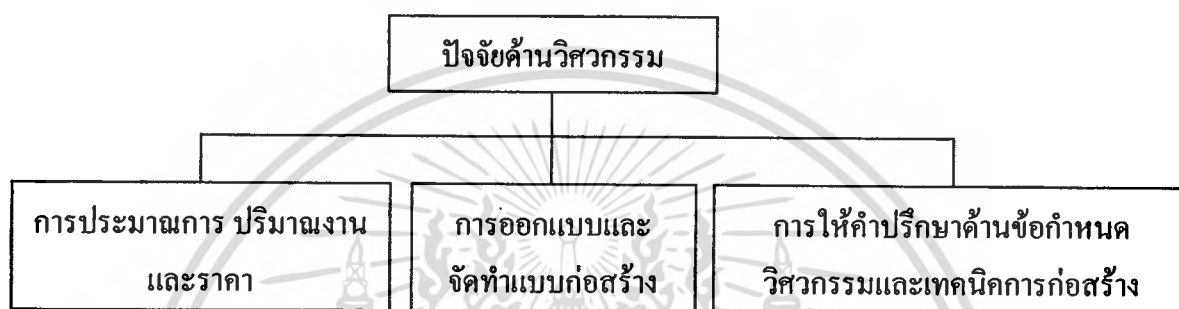 ปัจจัยด้านวิศวกรรม
การประมาณการ ปริมาณงาน
และราคา
การออกแบบและ
จัดทำแบบก่อสร้าง
การให้คำปรึกษาด้านข้อกำหนด
วิศวกรรมและเทคนิคการก่อสร้าง